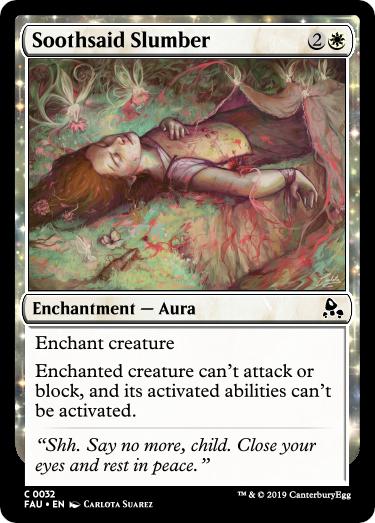 Soothsaid Slumber 2
Enchantment — Aura
Enchant creature
Enchanted creature can't attack or
block, and its activated abilities can't
be activated.
“Shh. Say no more, child. Close your
eyes and rest in peace.”
C 0032
FAU • EN Carlota Suarez
™ & © 2019 CanterburyEgg